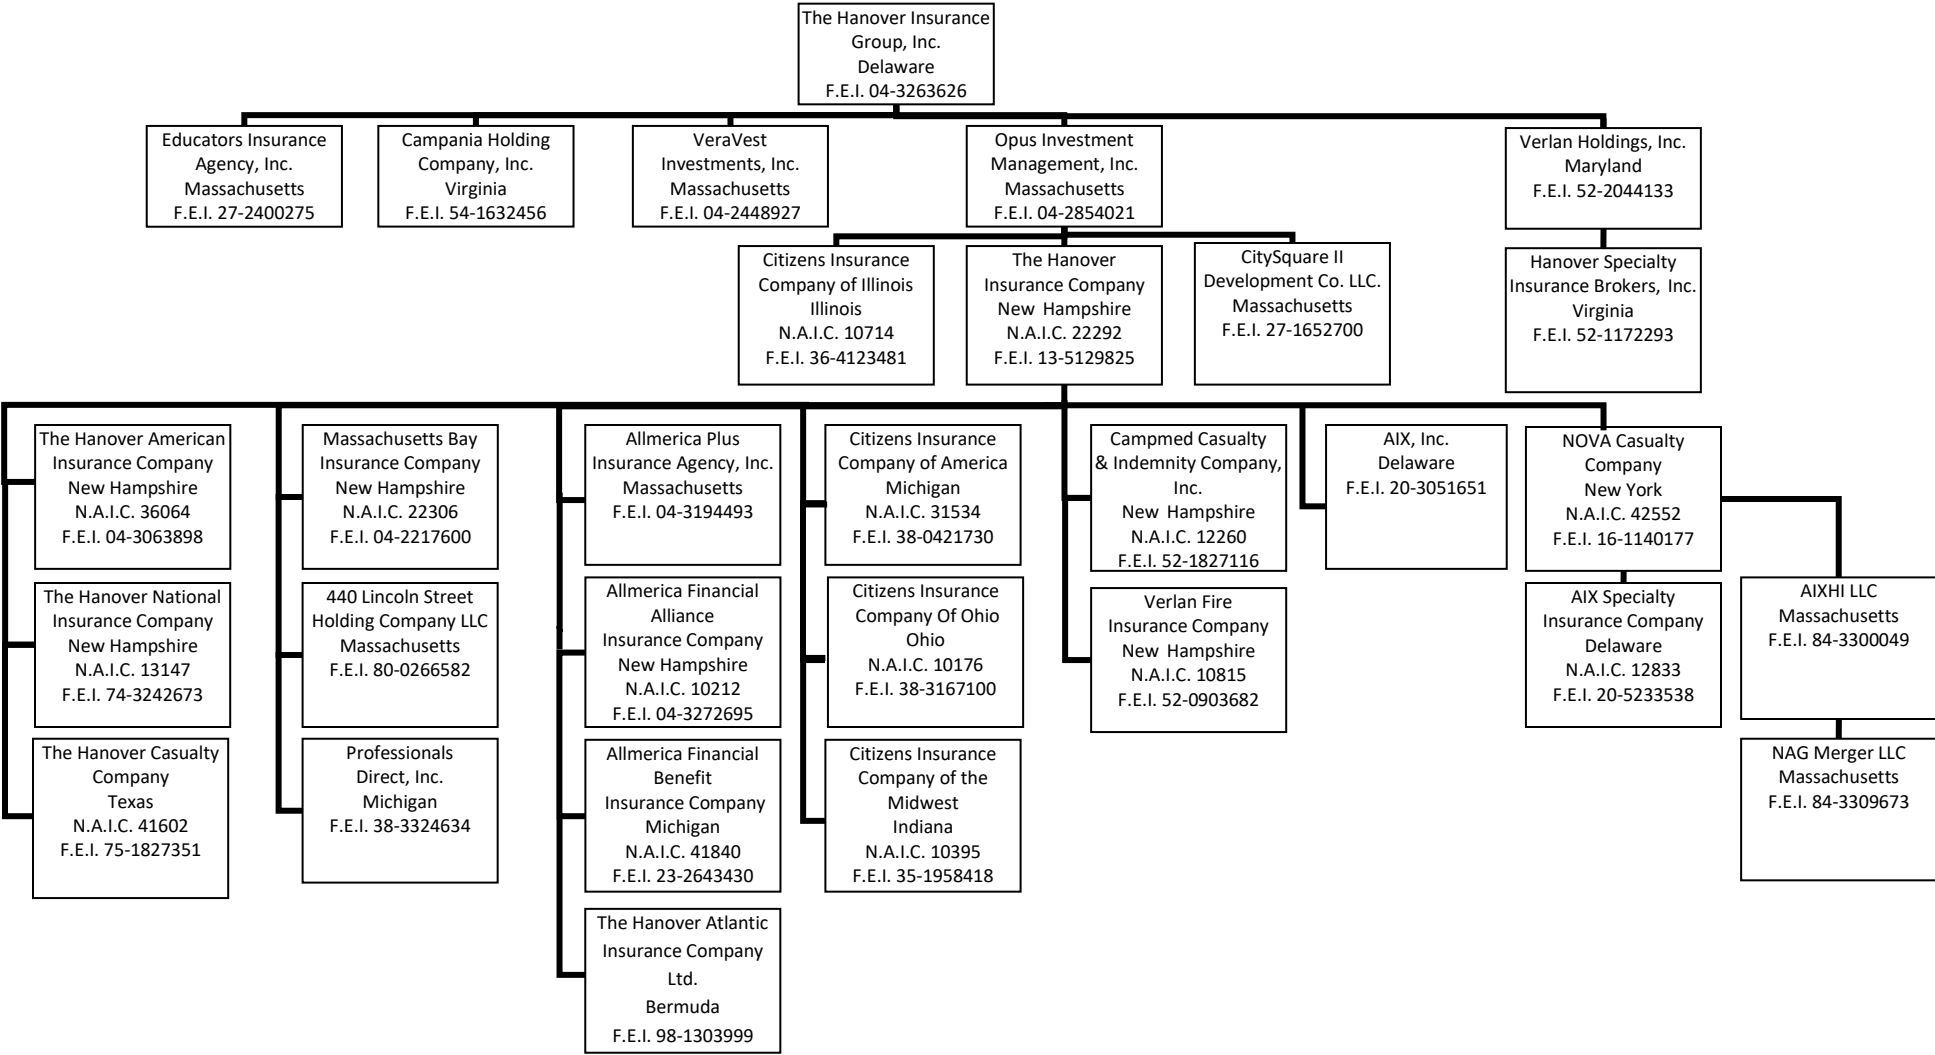 The Hanover Insurance
Group, Inc.
Delaware
F.E.I. 04-3263626
Educators Insurance
Agency, Inc.
Massachusetts
F.E.I. 27-2400275
Campania Holding
Company, Inc.
Virginia
F.E.I. 54-1632456
VeraVest
Investments, Inc.
Massachusetts
F.E.I. 04-2448927
Opus Investment
Management, Inc.
Massachusetts
F.E.I. 04-2854021
Verlan Holdings, Inc.
Maryland
F.E.I. 52-2044133
Citizens Insurance
Company of Illinois
Illinois
N.A.I.C. 10714
F.E.I. 36-4123481
The Hanover
Insurance Company
New Hampshire
N.A.I.C. 22292
F.E.I. 13-5129825
CitySquare II
Development Co. LLC.
Massachusetts
F.E.I. 27-1652700
Hanover Specialty
Insurance Brokers, Inc.
Virginia
F.E.I. 52-1172293
The Hanover American
Insurance Company
New Hampshire
N.A.I.C. 36064
F.E.I. 04-3063898
Massachusetts Bay
Insurance Company
New Hampshire
N.A.I.C. 22306
F.E.I. 04-2217600
Allmerica Plus
Insurance Agency, Inc.
Massachusetts
F.E.I. 04-3194493
Citizens Insurance
Company of America
Michigan
N.A.I.C. 31534
F.E.I. 38-0421730
Campmed Casualty
& Indemnity Company,
Inc.
New Hampshire
N.A.I.C. 12260
F.E.I. 52-1827116
AIX, Inc.
Delaware
F.E.I. 20-3051651
NOVA Casualty
Company
New York
N.A.I.C. 42552
F.E.I. 16-1140177
The Hanover National
Insurance Company
New Hampshire
N.A.I.C. 13147
F.E.I. 74-3242673
440 Lincoln Street
Holding Company LLC
Massachusetts
F.E.I. 80-0266582
Allmerica Financial
Alliance
Insurance Company
New Hampshire
N.A.I.C. 10212
F.E.I. 04-3272695
Citizens Insurance
Company Of Ohio
Ohio
N.A.I.C. 10176
F.E.I. 38-3167100
Verlan Fire
Insurance Company
New Hampshire
N.A.I.C. 10815
F.E.I. 52-0903682
AIX Specialty
Insurance Company
Delaware
N.A.I.C. 12833
F.E.I. 20-5233538
AIXHI LLC
Massachusetts
F.E.I. 84-3300049
The Hanover Casualty
Company
Texas
N.A.I.C. 41602
F.E.I. 75-1827351
Professionals
Direct, Inc.
Michigan
F.E.I. 38-3324634
Allmerica Financial
Benefit
Insurance Company
Michigan
N.A.I.C. 41840
F.E.I. 23-2643430
Citizens Insurance
Company of the
Midwest
Indiana
N.A.I.C. 10395
F.E.I. 35-1958418
NAG Merger LLC
Massachusetts
F.E.I. 84-3309673
The Hanover Atlantic
Insurance Company
Ltd.
Bermuda
F.E.I. 98-1303999